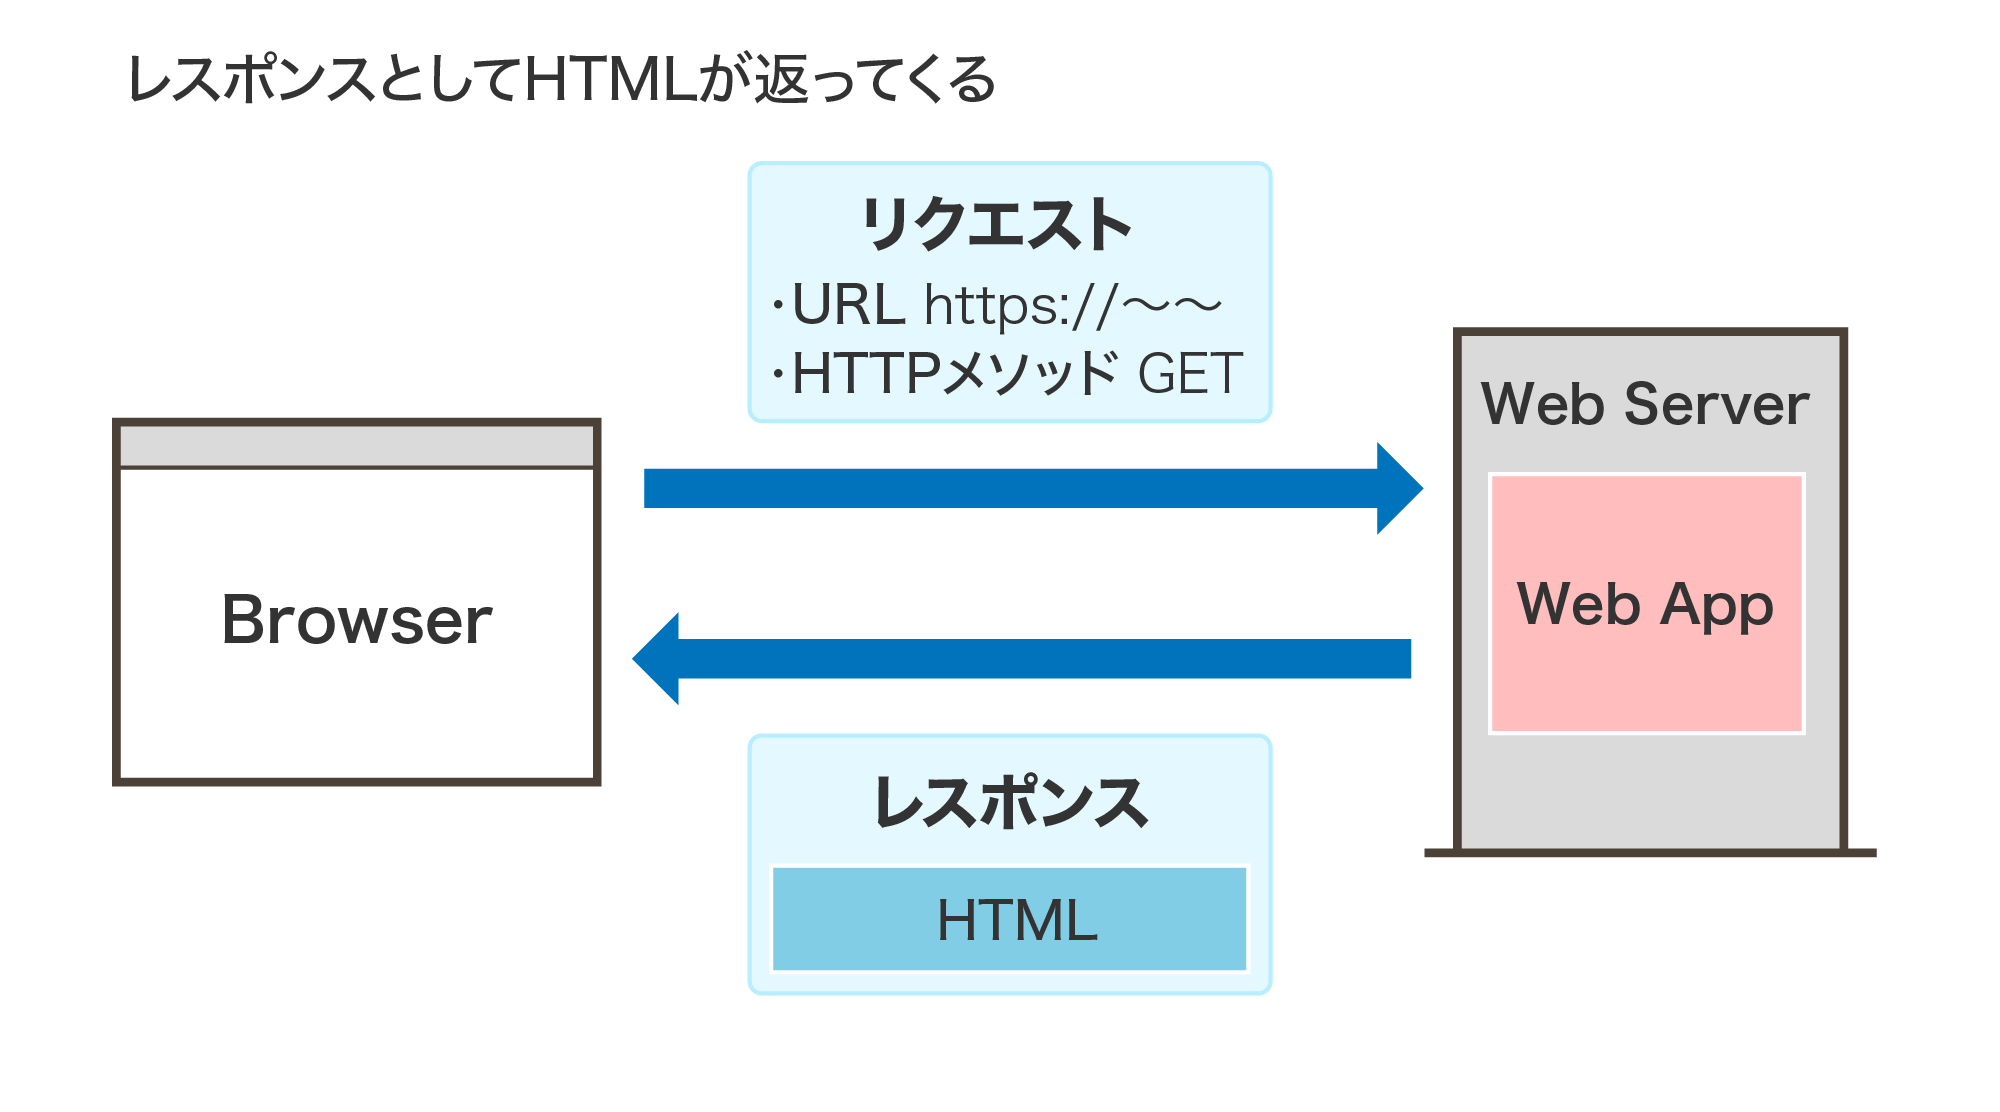 レスポンスとしてHTMLが返ってくる
リクエスト
・URL https://〜〜
・HTTPメソッド GET
Web Server
Web App
Browser
レスポンス
HTML